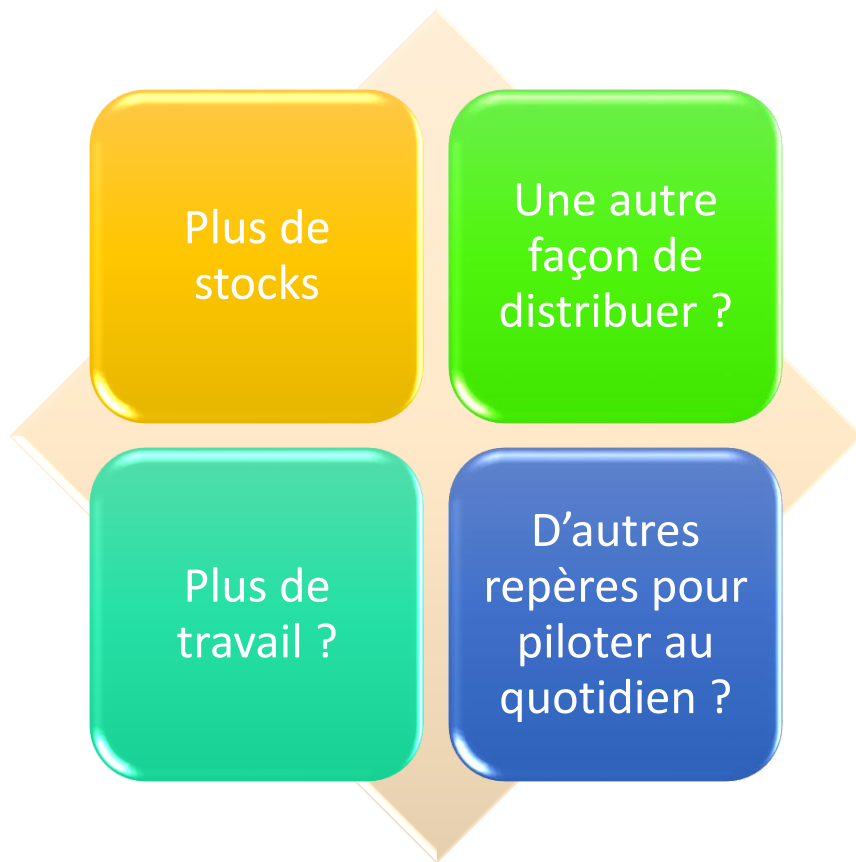 Plus de
stocks
Une autre
façon de
distribuer ?
Plus de
travail ?
D’autres
repères pour
piloter au
quotidien ?